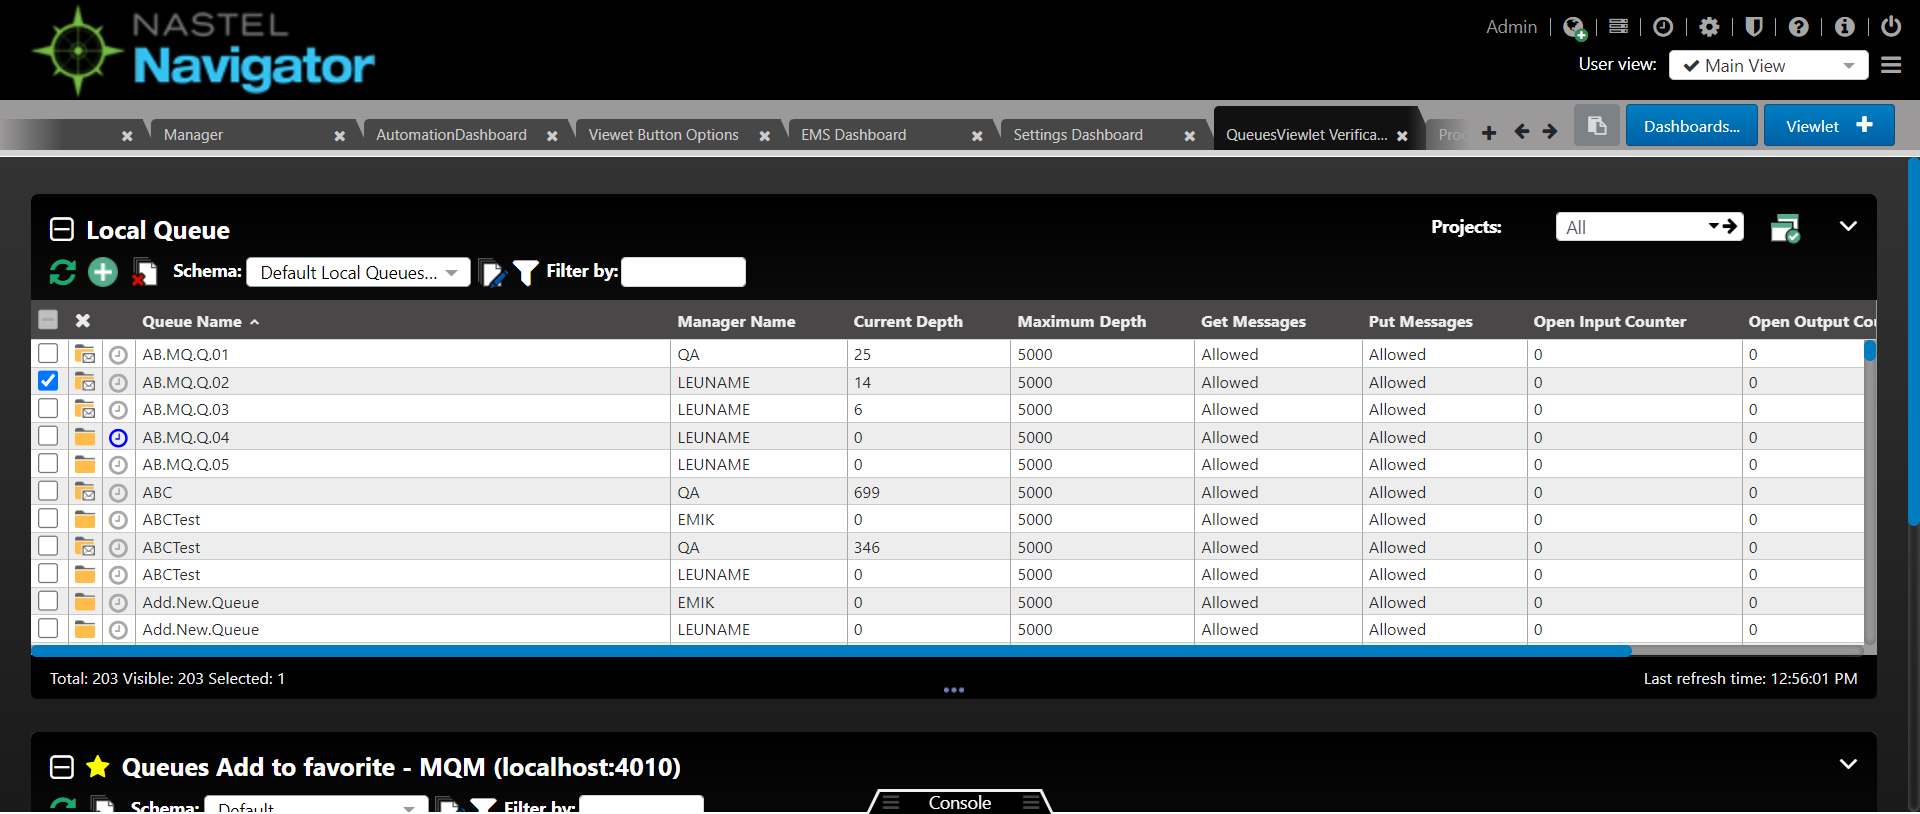 NASTEL
Navigator
Admin
User view: Main View
Manager AutomationDashboard Viewet Button Options EMS Dashboard Settings Dashboard QueuesViewlet Verifica... Dashboards... Viewlet
Local Queue
Projects: All
Schema: Default Local Queues... Filter by:
Queue Name Manager Name Current Depth Maximum Depth Get Messages Put Messages Open Input Counter Open Output Cou
AB.MQ.Q.01 QA 25 5000 Allowed Allowed 0 0
AB.MQ.Q.02 LEUNAME 14 5000 Allowed Allowed 0 0
AB.MQ.Q.03 LEUNAME 6 5000 Allowed Allowed 0 0
AB.MQ.Q.04 LEUNAME 0 5000 Allowed Allowed 0 0
AB.MQ.Q.05 LEUNAME 0 5000 Allowed Allowed 0 0
ABC QA 699 5000 Allowed Allowed 0 0
ABCTest EMIK 0 5000 Allowed Allowed 0 0
ABCTest QA 346 5000 Allowed Allowed 0 0
ABCTest LEUNAME 0 5000 Allowed Allowed 0 0
Add.New.Queue EMIK 0 5000 Allowed Allowed 0 0
Add.New.Queue LEUNAME 0 5000 Allowed Allowed 0 0
Total: 203 Visible: 203 Selected: 1
Last refresh time: 12:56:01 PM
Queues Add to favorite - MQM (localhost:4010)
Schema: Default Filter by:
Console